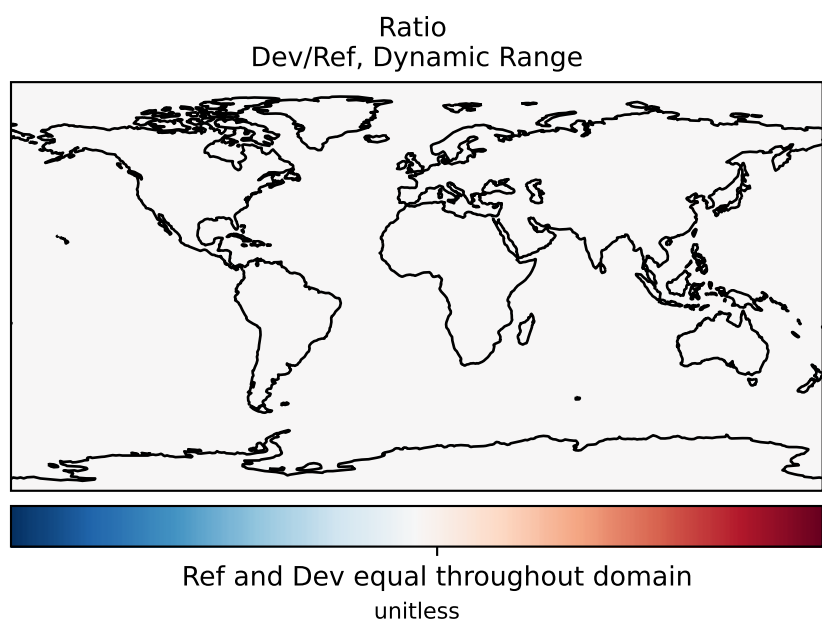 Ratio
Dev/Ref, Dynamic Range
Ref and Dev equal throughout domain
unitless